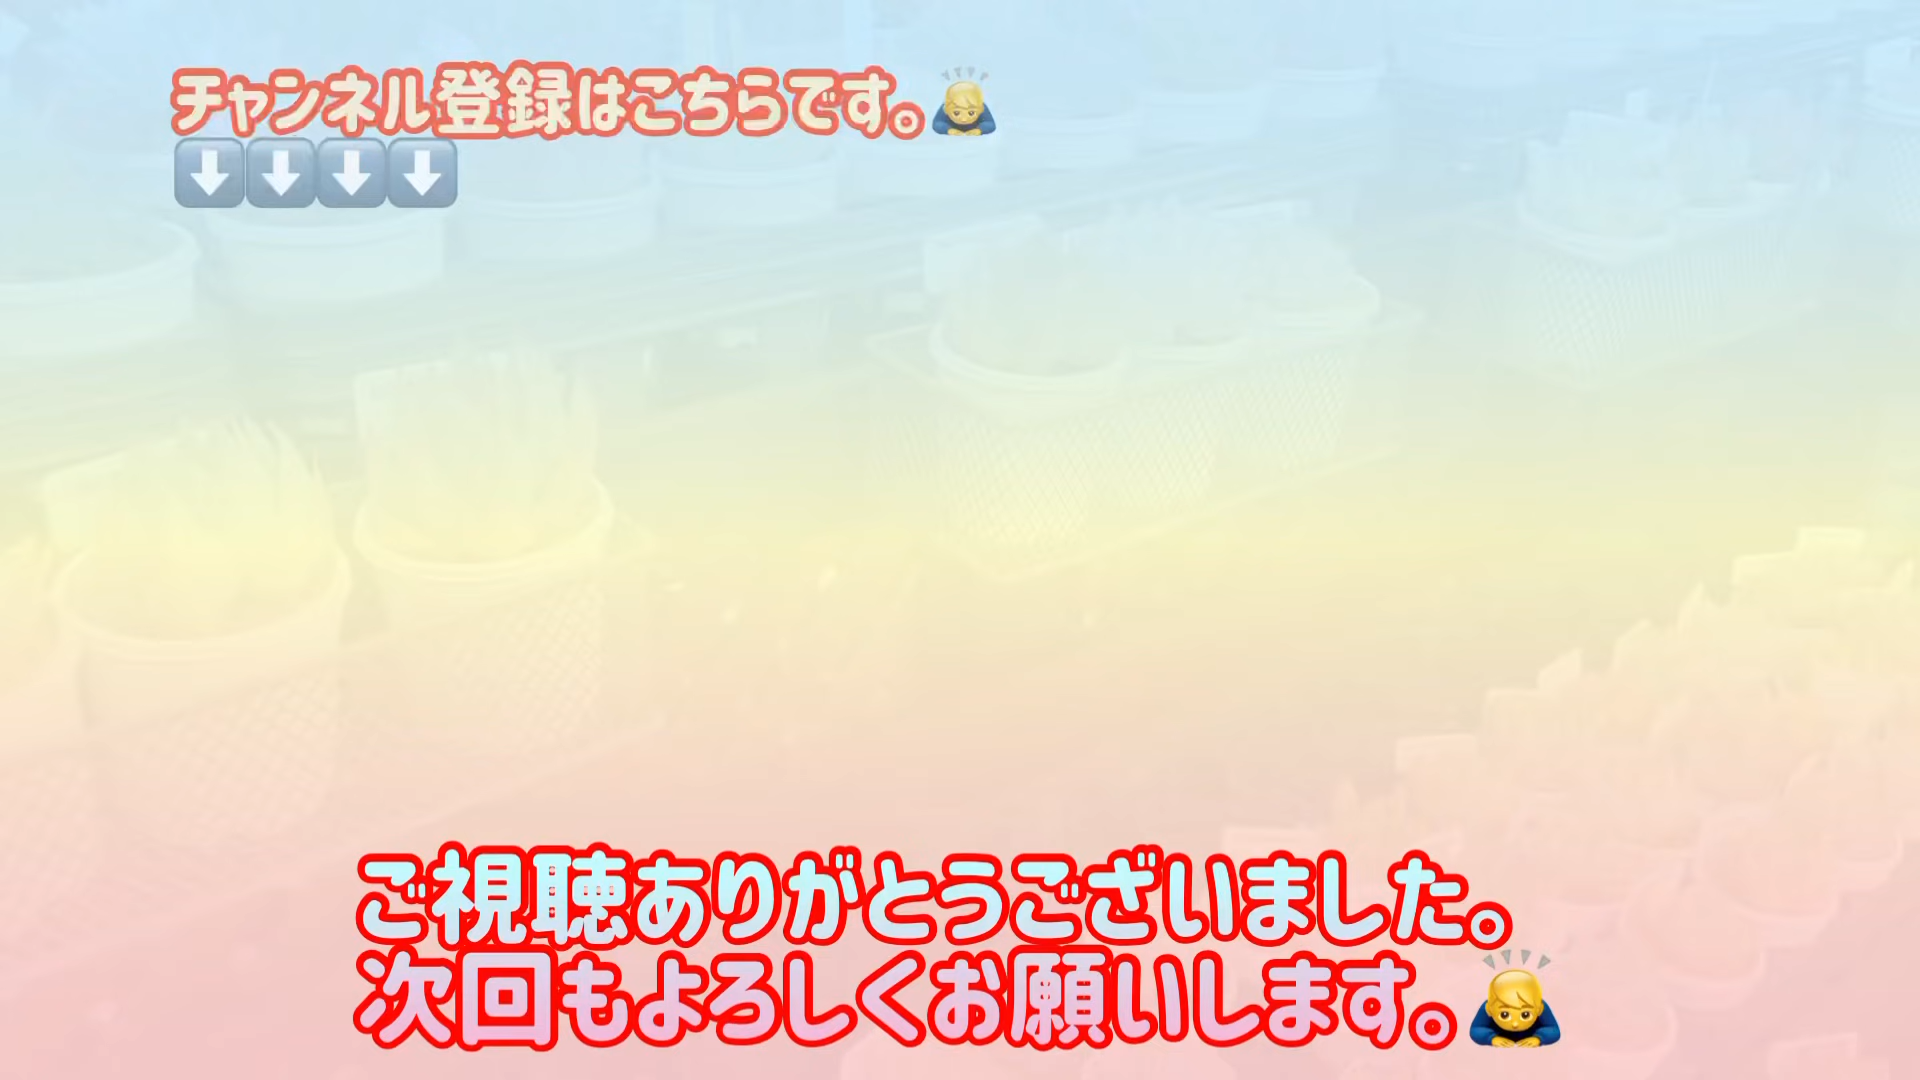 チャンネル登録はこちらです。🙇
⬇️⬇️⬇️⬇️
ご視聴ありがとうございました。
次回もよろしくお願いします。🙇